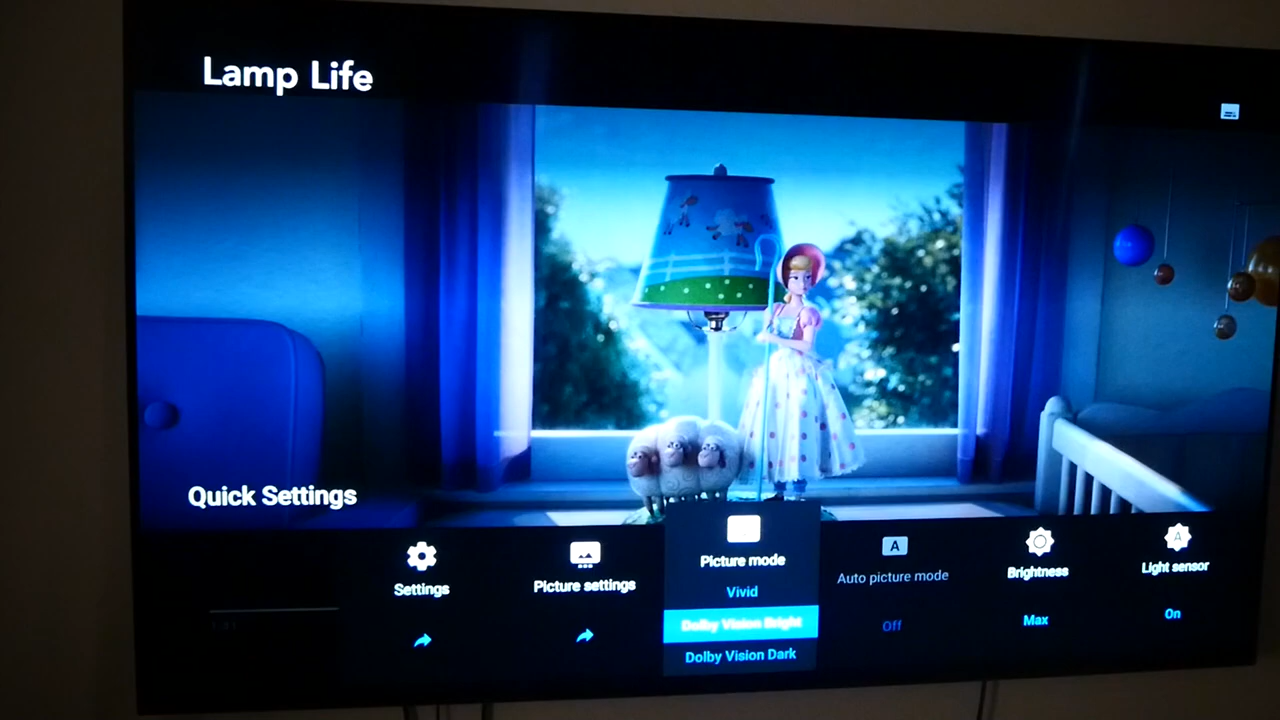 Lamp Life
Quick Settings
Settings
Picture settings
Picture mode
Vivid
Dolby Vision Bright
Dolby Vision Dark
A
Auto picture mode
Off
Brightness
Max
A
Light sensor
On